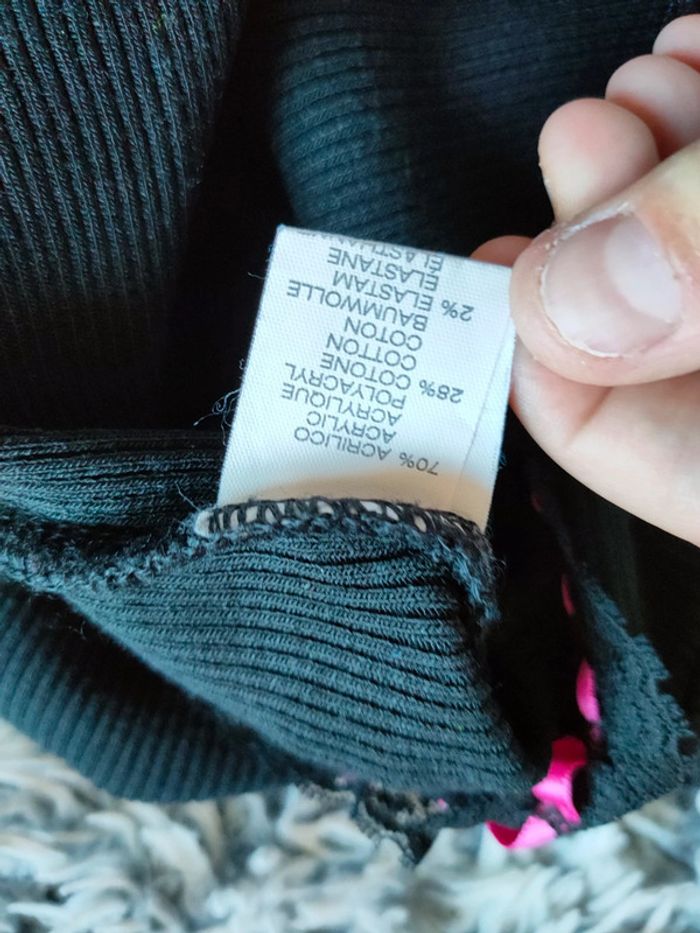 70% ACRILICO
ACRYLIC
ACRYLIQUE
POLYACRYL
28% COTONE
COTTON
COTON
BAUMWOLLE
2% ELASTAM
ELASTANE